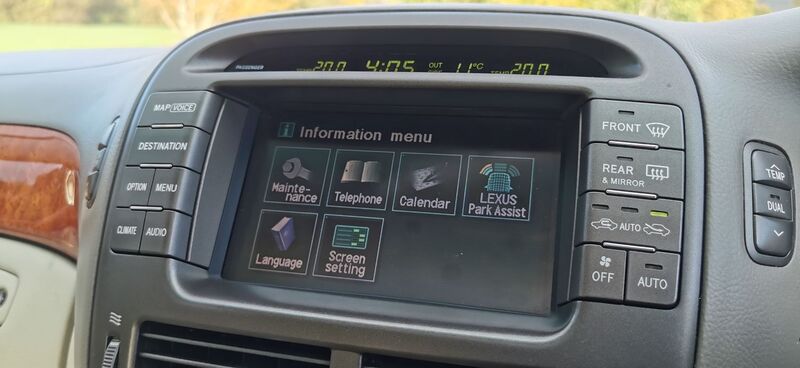 PASSENGER TEMP 20.0 4:05 OUT SIDE 11°C TEMP 20.0
MAP VOICE
DESTINATION
OPTION MENU
CLIMATE AUDIO
i Information menu
Mainte-
nance
Telephone
Calendar
LEXUS
Park Assist
Language
Screen
setting
FRONT
REAR
& MIRROR
AUTO
OFF AUTO
TEMP
DUAL